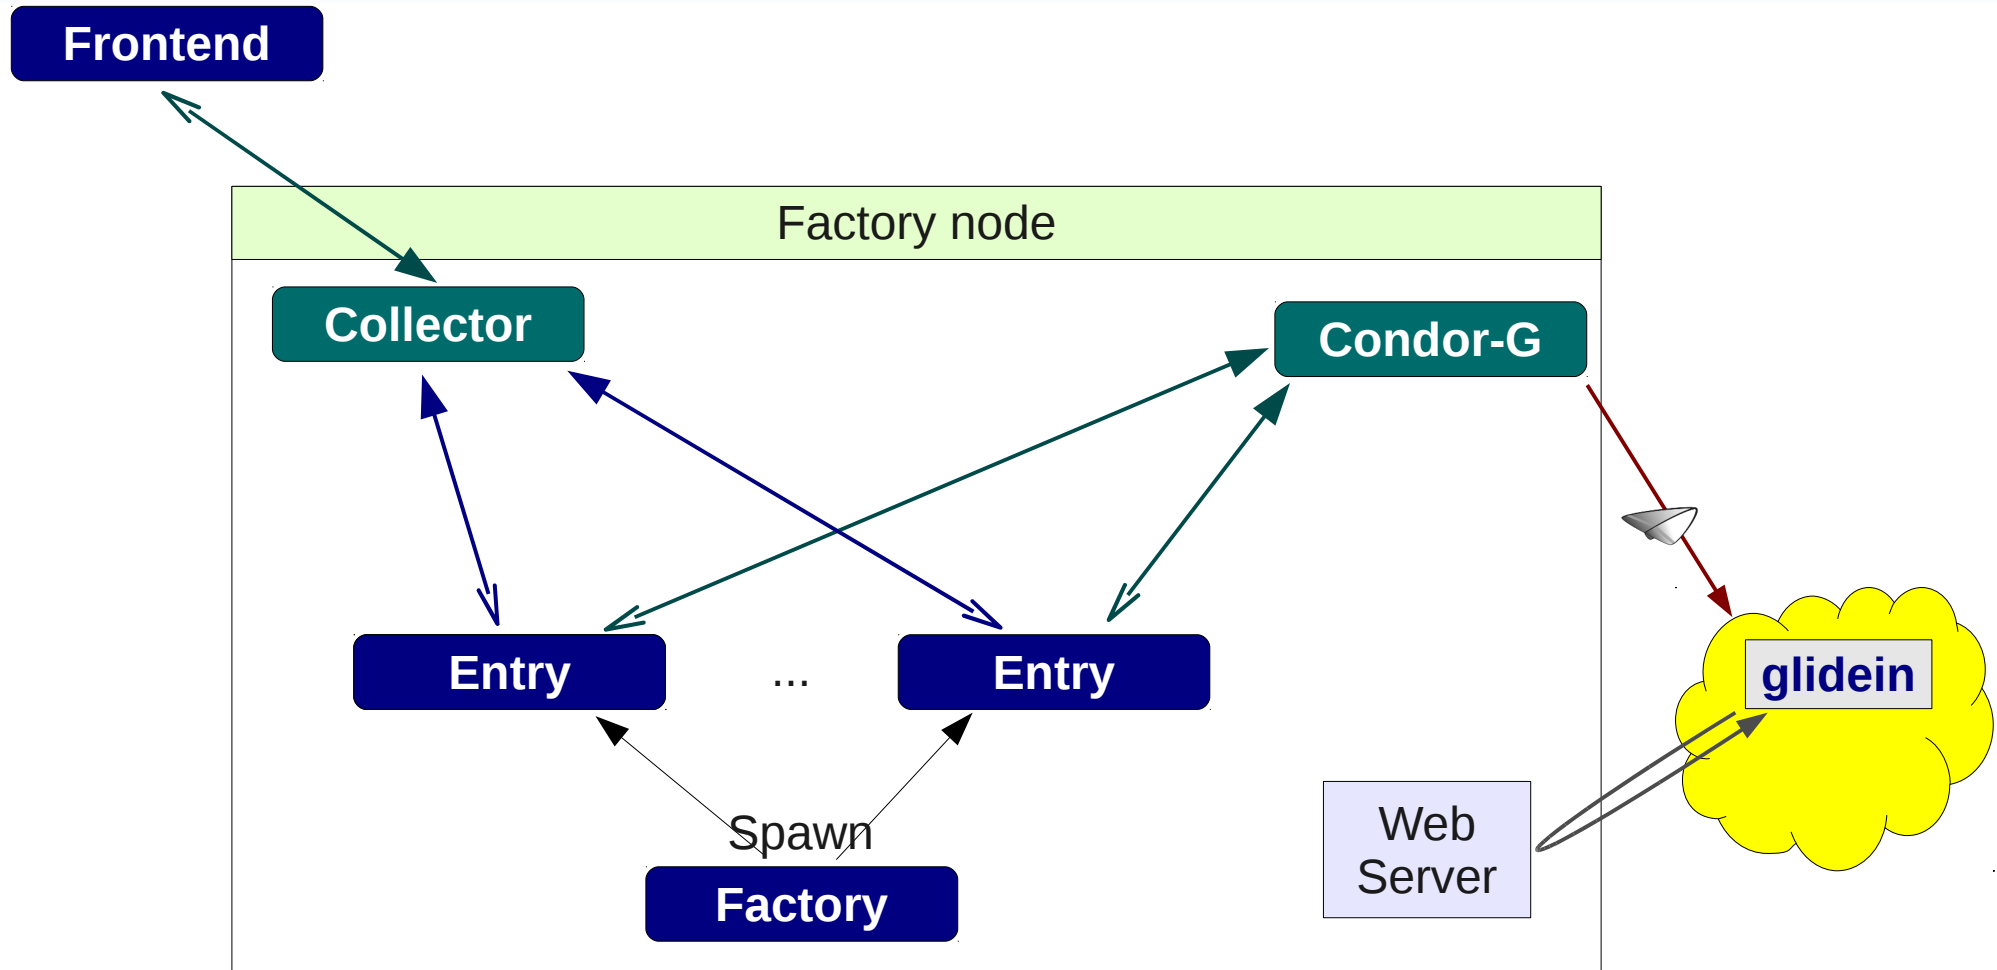 Frontend
Factory node
Collector
Condor-G
Entry
...
Entry
glidein
Spawn
Web
Server
Factory